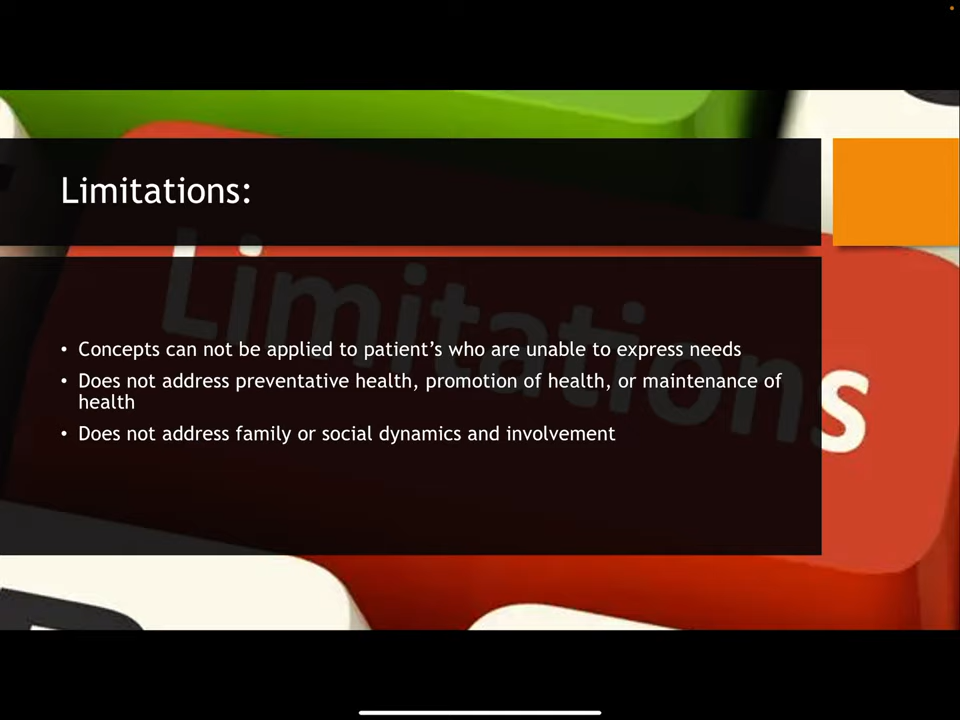 Limitations:
Limitations
• Concepts can not be applied to patient’s who are unable to express needs
• Does not address preventative health, promotion of health, or maintenance of
health
• Does not address family or social dynamics and involvement